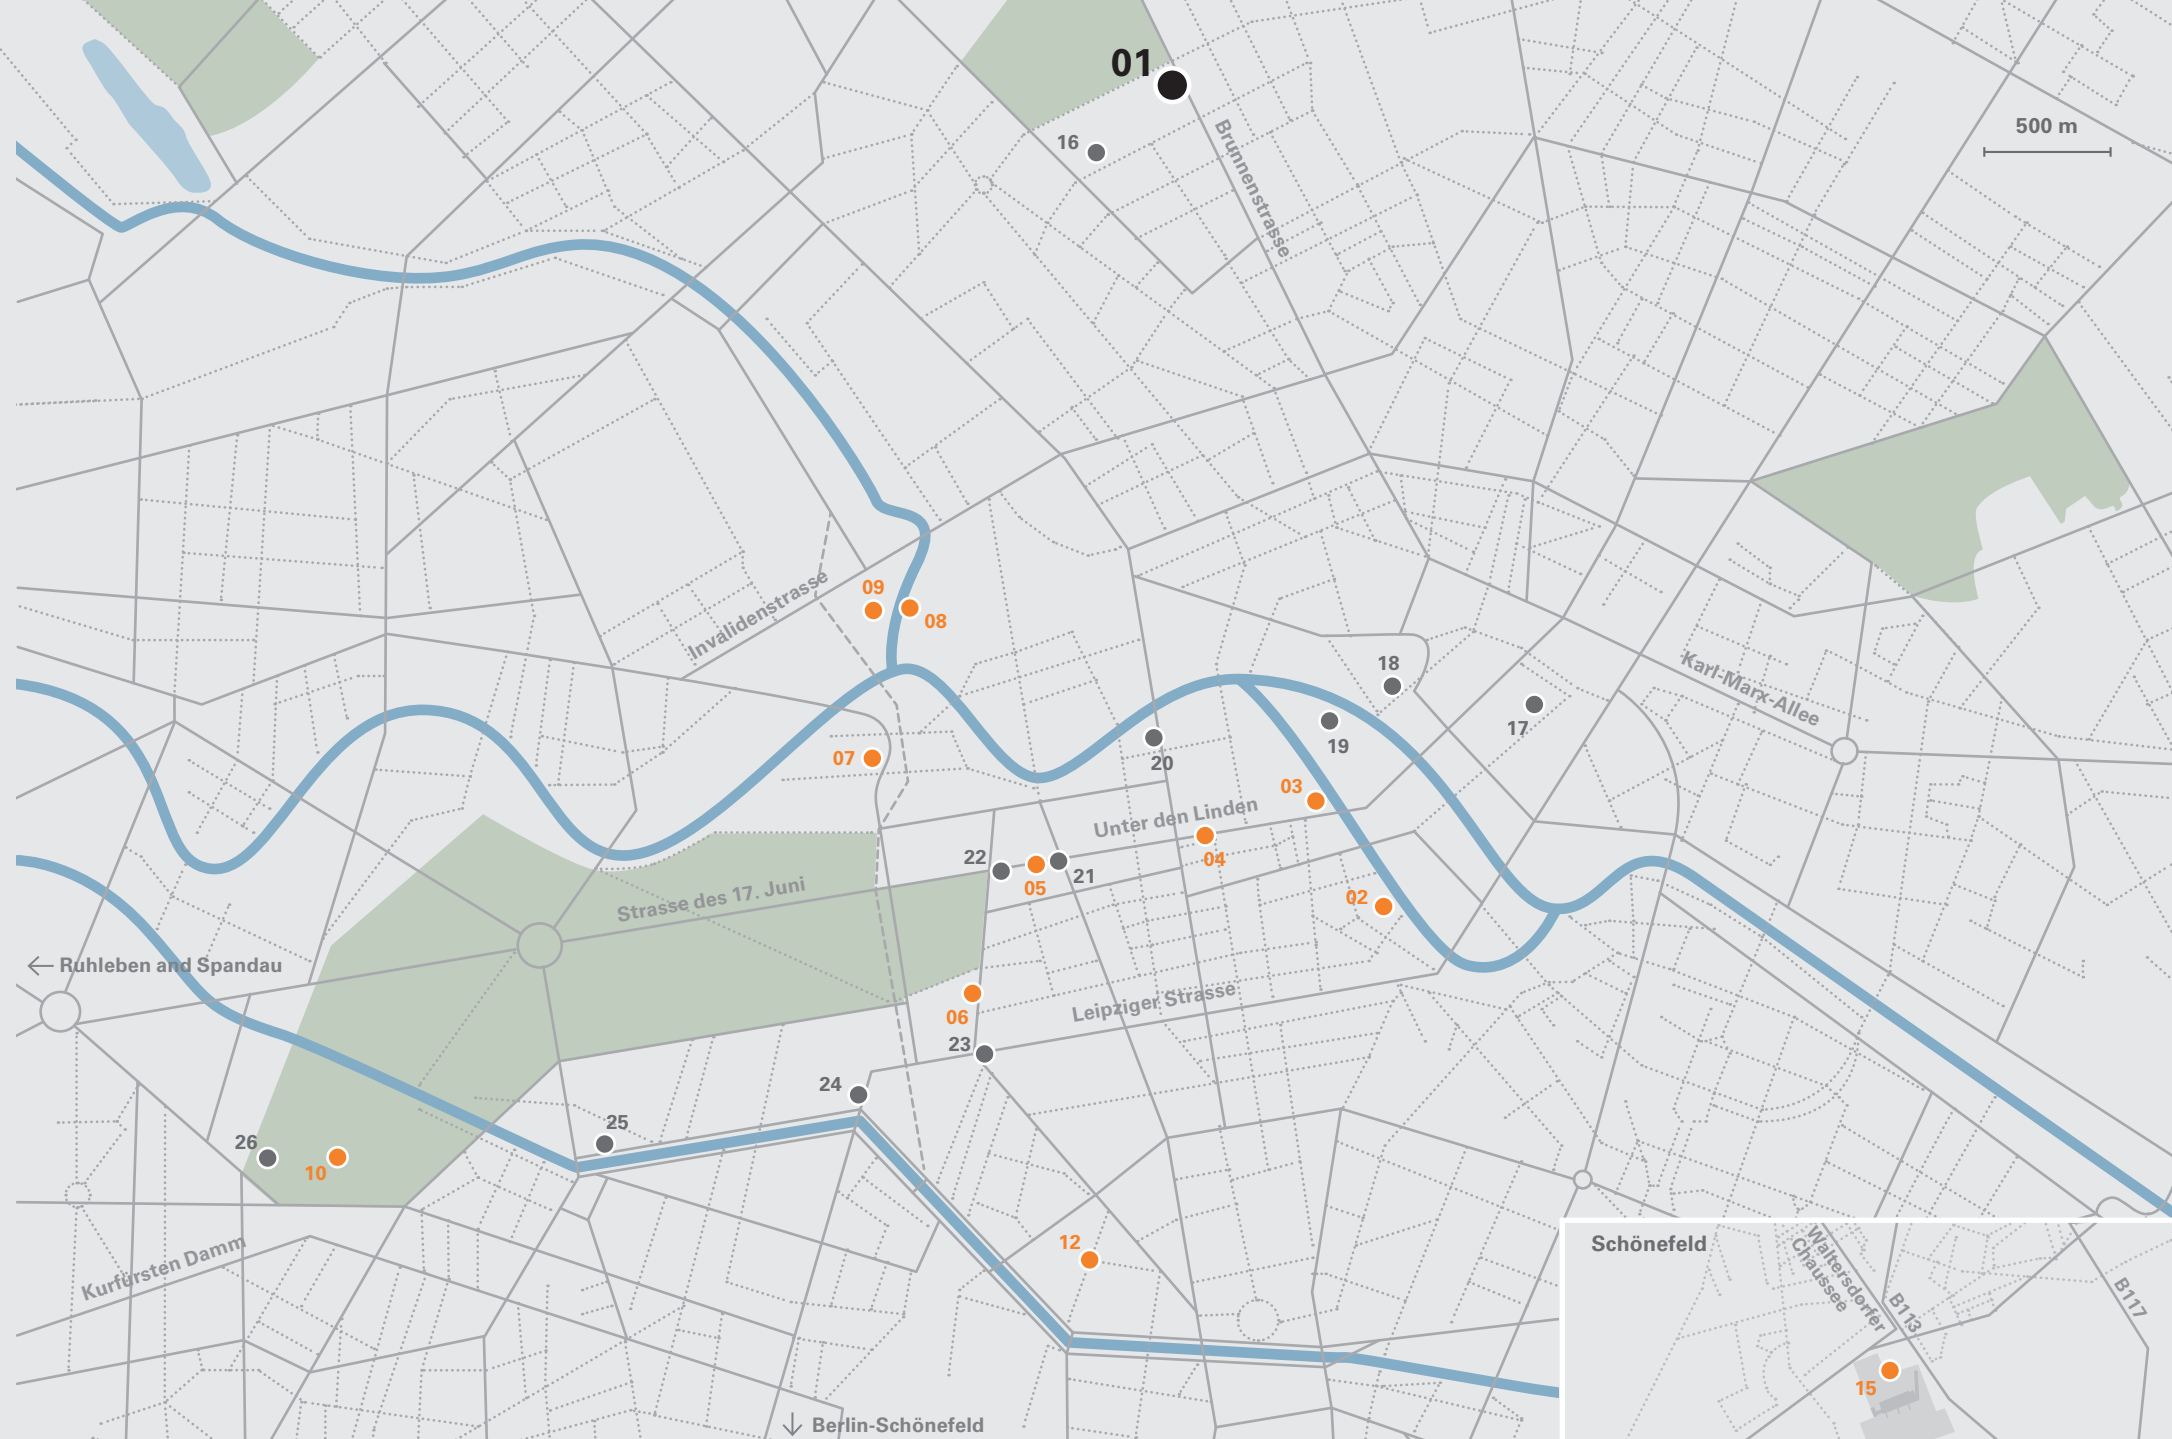 01
500 m
16
Brunnenstrasse
09
08
Invalidenstrasse
18
Karl-Marx-Allee
17
19
20
07
03
Unter den Linden
04
22
05
21
Strasse des 17. Juni
02
Ruhleben and Spandau
Leipziger Strasse
06
23
24
25
26
10
12
Kurfürsten Damm
Schönefeld
Waltersdorfer
Chaussee
B113
B117
15
Berlin-Schönefeld